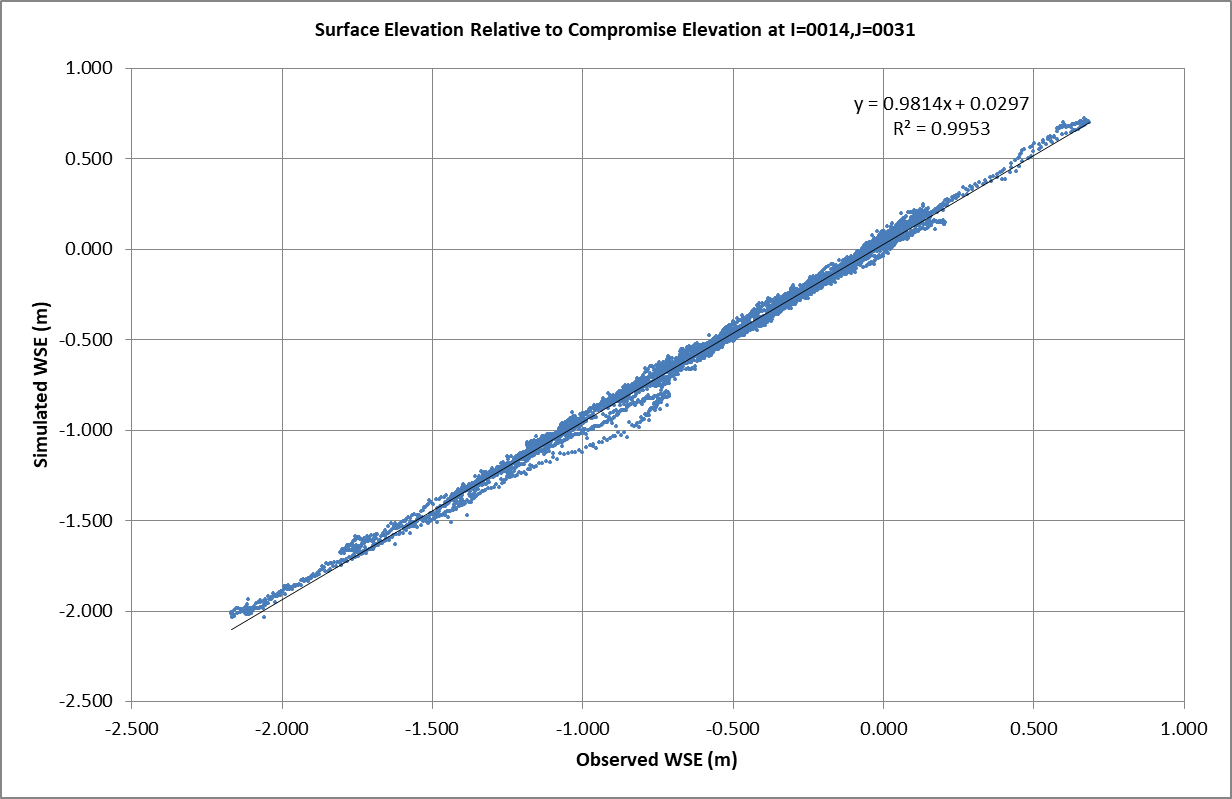 Surface Elevation Relative to Compromise Elevation at I=0014,J=0031
1.000
y = 0.9814x + 0.0297
R² = 0.9953
0.500
0.000
-0.500
-1.000
-1.500
-2.000
-2.500
Simulated WSE (m)
-2.500 -2.000 -1.500 -1.000 -0.500 0.000 0.500 1.000
Observed WSE (m)